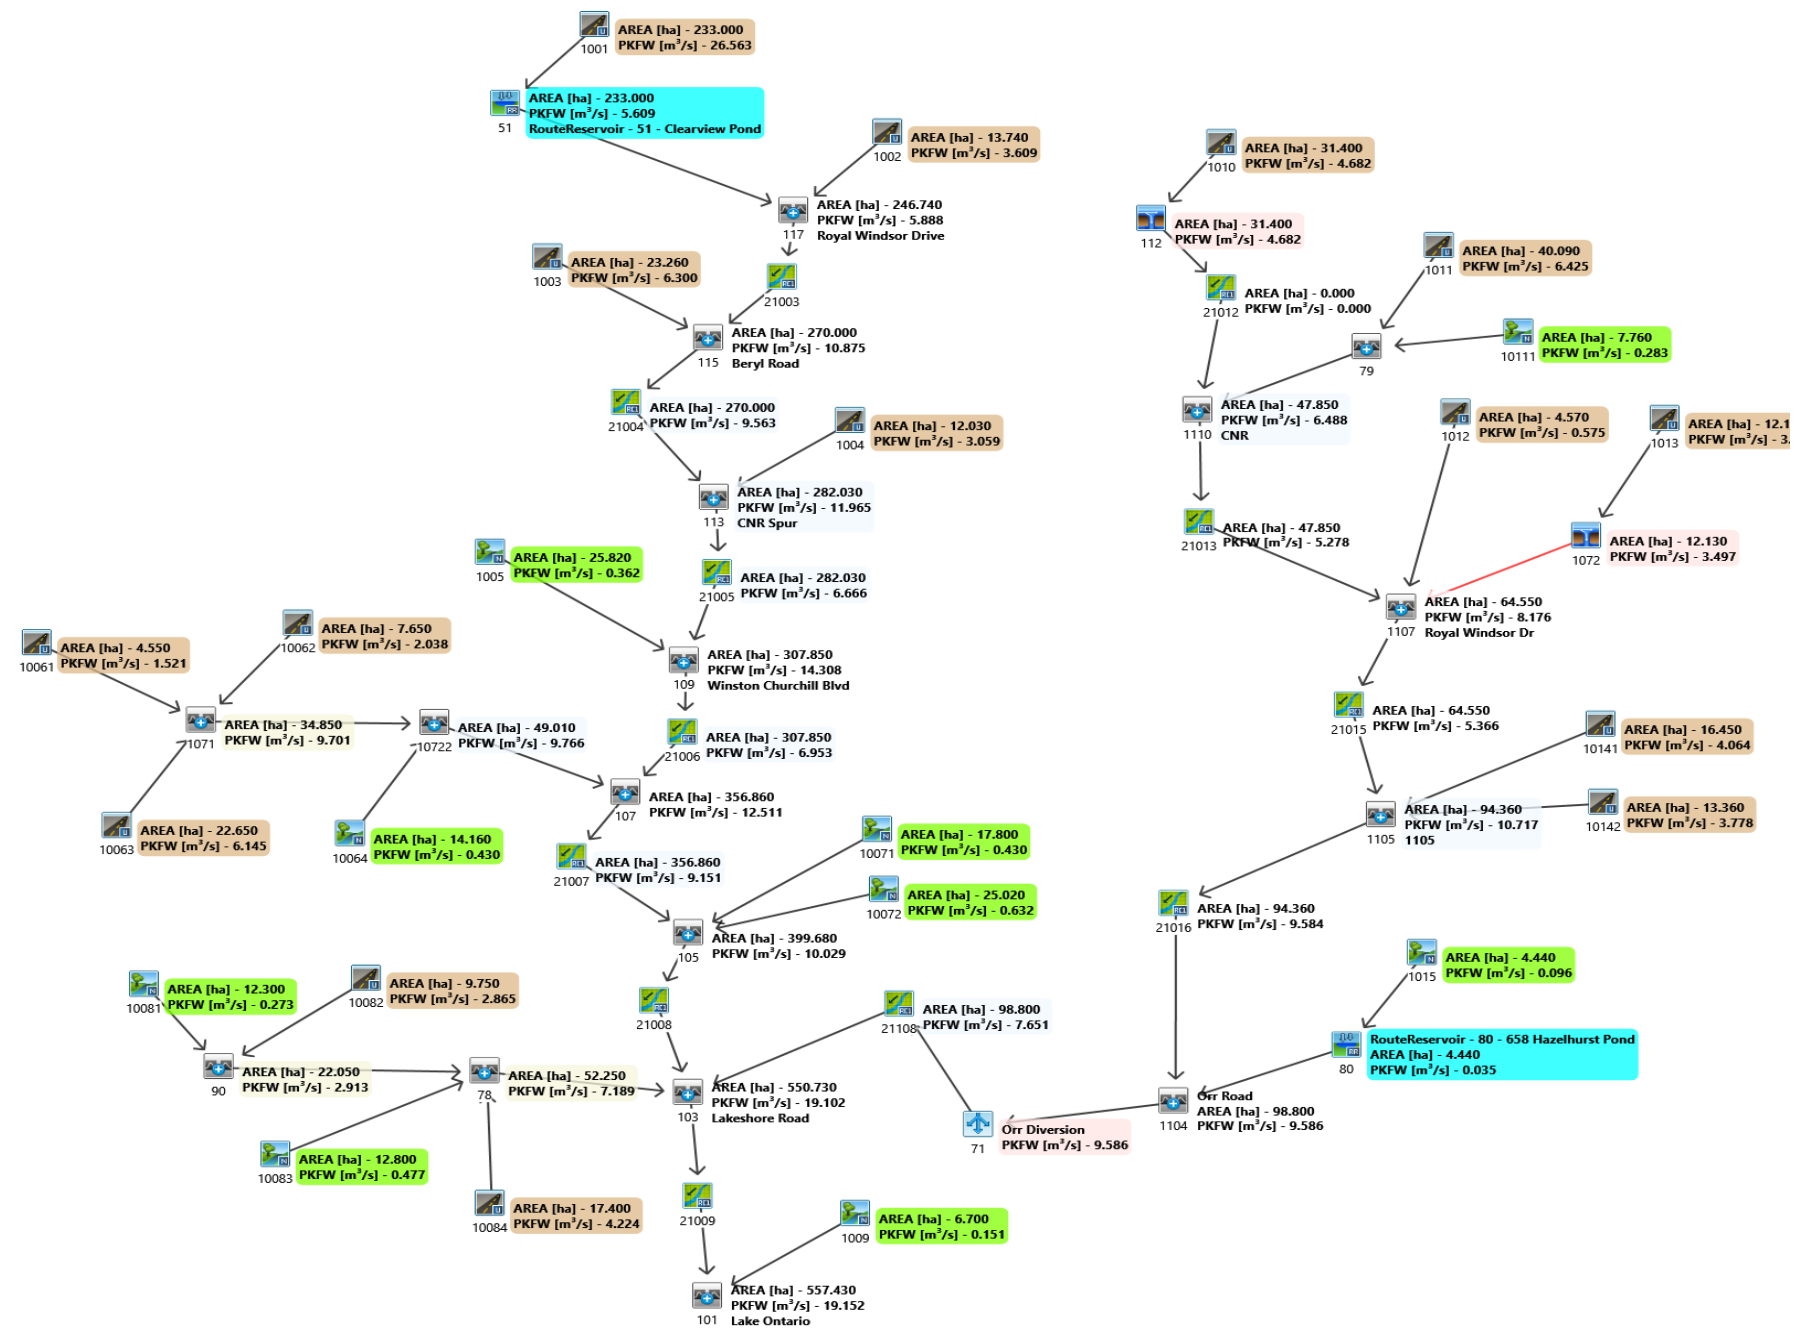 AREA [ha] - 233.000
PKFW [m³/s] - 26.563
1001
AREA [ha] - 233.000
PKFW [m³/s] - 5.609
RouteReservoir - 51 - Clearview Pond
51
AREA [ha] - 13.740
PKFW [m³/s] - 3.609
1002
AREA [ha] - 31.400
PKFW [m³/s] - 4.682
1010
AREA [ha] - 246.740
PKFW [m³/s] - 5.888
Royal Windsor Drive
117
AREA [ha] - 31.400
PKFW [m³/s] - 4.682
112
AREA [ha] - 23.260
PKFW [m³/s] - 6.300
1003
21003
AREA [ha] - 40.090
PKFW [m³/s] - 6.425
1011
AREA [ha] - 0.000
PKFW [m³/s] - 0.000
21012
AREA [ha] - 270.000
PKFW [m³/s] - 10.875
Beryl Road
115
79
AREA [ha] - 7.760
PKFW [m³/s] - 0.283
10111
AREA [ha] - 270.000
PKFW [m³/s] - 9.563
21004
AREA [ha] - 12.030
PKFW [m³/s] - 3.059
1004
AREA [ha] - 47.850
PKFW [m³/s] - 6.488
CNR
1110
AREA [ha] - 4.570
PKFW [m³/s] - 0.575
1012
AREA [ha] - 12.1
PKFW [m³/s] - 3.
1013
AREA [ha] - 282.030
PKFW [m³/s] - 11.965
CNR Spur
113
AREA [ha] - 47.850
PKFW [m³/s] - 5.278
21013
AREA [ha] - 12.130
PKFW [m³/s] - 3.497
1072
AREA [ha] - 25.820
PKFW [m³/s] - 0.362
1005
AREA [ha] - 282.030
PKFW [m³/s] - 6.666
21005
AREA [ha] - 64.550
PKFW [m³/s] - 8.176
Royal Windsor Dr
1107
AREA [ha] - 4.550
PKFW [m³/s] - 1.521
10061
AREA [ha] - 7.650
PKFW [m³/s] - 2.038
10062
AREA [ha] - 307.850
PKFW [m³/s] - 14.308
Winston Churchill Blvd
109
AREA [ha] - 34.850
PKFW [m³/s] - 9.701
1071
AREA [ha] - 49.010
PKFW [m³/s] - 9.766
10722
AREA [ha] - 307.850
PKFW [m³/s] - 6.953
21006
AREA [ha] - 64.550
PKFW [m³/s] - 5.366
21015
AREA [ha] - 16.450
PKFW [m³/s] - 4.064
10141
AREA [ha] - 356.860
PKFW [m³/s] - 12.511
107
AREA [ha] - 94.360
PKFW [m³/s] - 10.717
1105
1105
AREA [ha] - 13.360
PKFW [m³/s] - 3.778
10142
AREA [ha] - 22.650
PKFW [m³/s] - 6.145
10063
AREA [ha] - 14.160
PKFW [m³/s] - 0.430
10064
AREA [ha] - 356.860
PKFW [m³/s] - 9.151
21007
AREA [ha] - 17.800
PKFW [m³/s] - 0.430
10071
AREA [ha] - 25.020
PKFW [m³/s] - 0.632
10072
AREA [ha] - 94.360
PKFW [m³/s] - 9.584
21016
AREA [ha] - 399.680
PKFW [m³/s] - 10.029
105
AREA [ha] - 4.440
PKFW [m³/s] - 0.096
1015
AREA [ha] - 12.300
PKFW [m³/s] - 0.273
10081
AREA [ha] - 9.750
PKFW [m³/s] - 2.865
10082
21008
AREA [ha] - 98.800
PKFW [m³/s] - 7.651
21108
RouteReservoir - 80 - 658 Hazelhurst Pond
AREA [ha] - 4.440
PKFW [m³/s] - 0.035
80
AREA [ha] - 22.050
PKFW [m³/s] - 2.913
90
AREA [ha] - 52.250
PKFW [m³/s] - 7.189
78
AREA [ha] - 550.730
PKFW [m³/s] - 19.102
Lakeshore Road
103
Orr Road
AREA [ha] - 98.800
PKFW [m³/s] - 9.586
1104
Orr Diversion
PKFW [m³/s] - 9.586
71
AREA [ha] - 12.800
PKFW [m³/s] - 0.477
10083
AREA [ha] - 17.400
PKFW [m³/s] - 4.224
10084
21009
AREA [ha] - 6.700
PKFW [m³/s] - 0.151
1009
AREA [ha] - 557.430
PKFW [m³/s] - 19.152
Lake Ontario
101